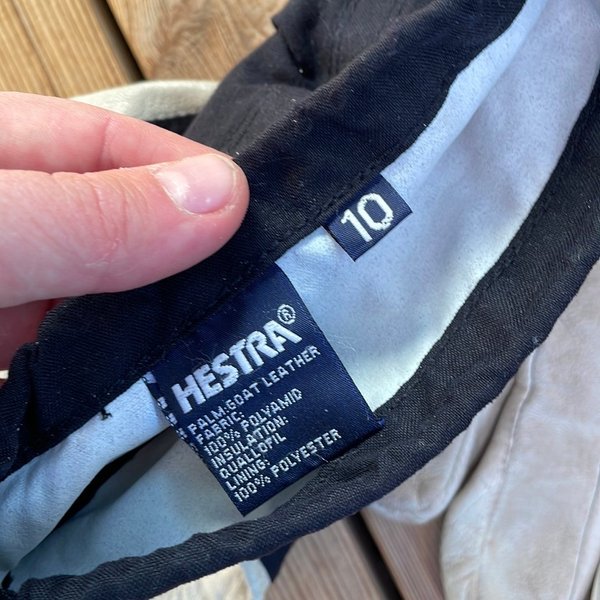 10
HESTRA®
PALM:GOAT LEATHER
FABRIC:
100% POLYAMID
INSULATION:
QUALLOFIL
LINING:
100% POLYESTER